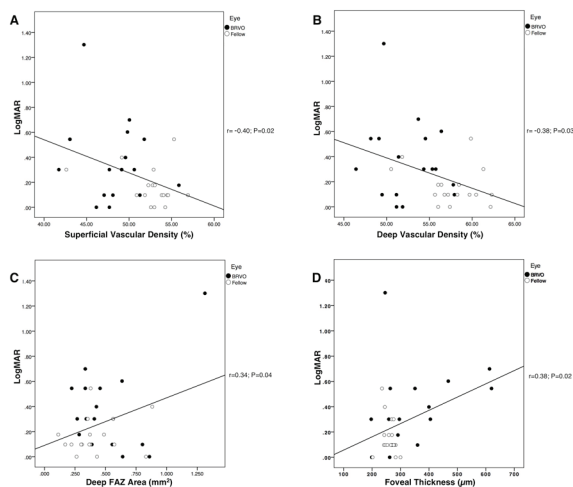 A
Eye
BRVO
Fellow
1.40
1.20
1.00
.80
.60
.40
.20
.00
LogMAR
r= -0.40; P=0.02
40.00 45.00 50.00 55.00 60.00
Superficial Vascular Density (%)
B
Eye
BRVO
Fellow
1.40
1.20
1.00
.80
.60
.40
.20
.00
LogMAR
r= -0.38; P=0.03
45.00 50.00 55.00 60.00 65.00
Deep Vascular Density (%)
C
Eye
BRVO
Fellow
1.40
1.20
1.00
.80
.60
.40
.20
.00
LogMAR
r=0.34; P=0.04
.000 .250 .500 .750 1.000 1.250
Deep FAZ Area (mm²)
D
Eye
BRVO
Fellow
1.40
1.20
1.00
.80
.60
.40
.20
.00
LogMAR
r=0.38; P=0.02
100 200 300 400 500 600 700
Foveal Thickness (µm)